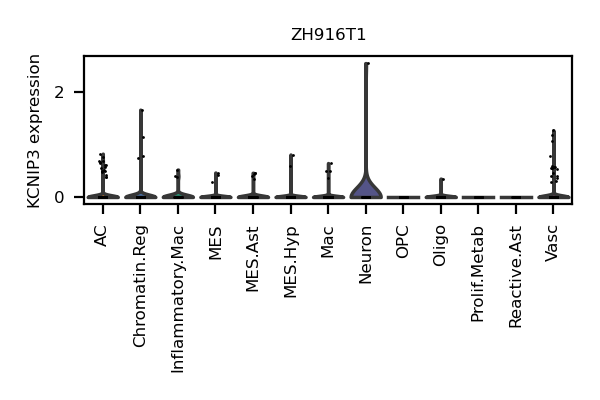 ZH916T1
KCNIP3 expression
2
0
AC
Chromatin.Reg
Inflammatory.Mac
MES
MES.Ast
MES.Hyp
Mac
Neuron
OPC
Oligo
Prolif.Metab
Reactive.Ast
Vasc